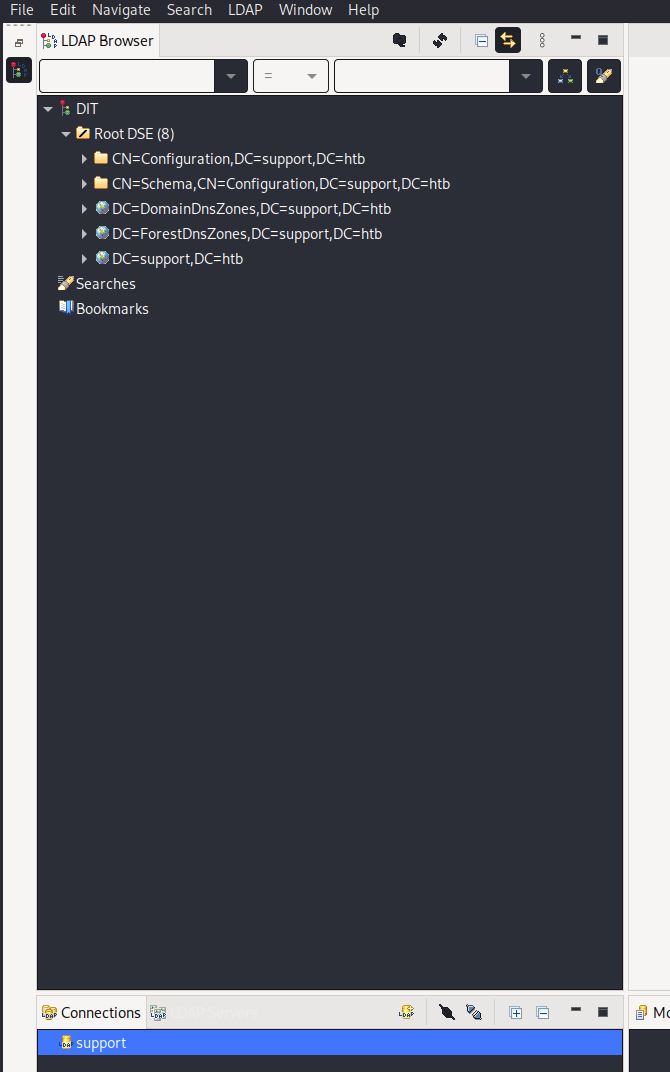 File Edit Navigate Search LDAP Window Help
LDAP Browser
=
DIT
Root DSE (8)
CN=Configuration,DC=support,DC=htb
CN=Schema,CN=Configuration,DC=support,DC=htb
DC=DomainDnsZones,DC=support,DC=htb
DC=ForestDnsZones,DC=support,DC=htb
DC=support,DC=htb
Searches
Bookmarks
Connections LDAP Servers Mo
support